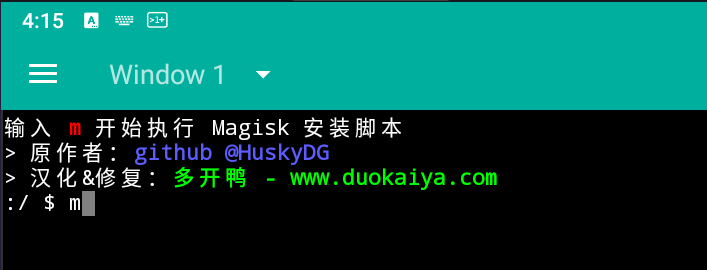 4:15 A >1+
Window 1
输入 m 开始执行 Magisk 安装脚本
> 原作者: github @HuskyDG
> 汉化&修复: 多开鸭 - www.duokaiya.com
:/ $ m